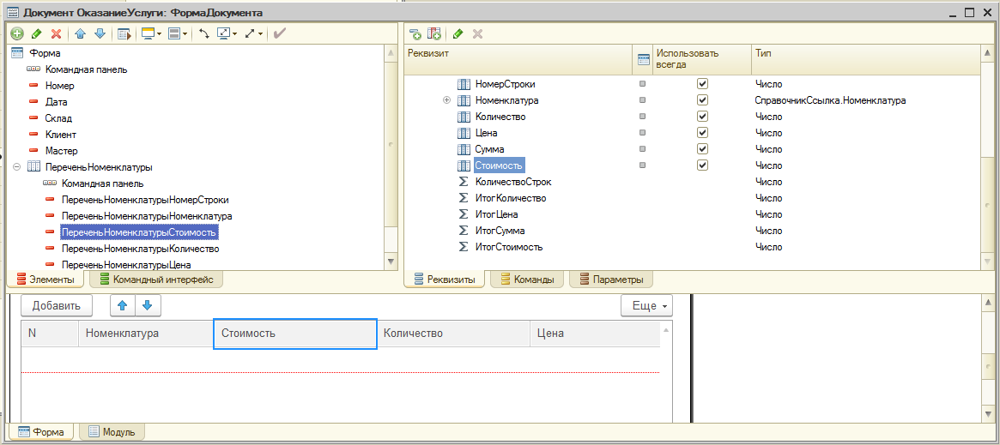 Документ ОказаниеУслуги: ФормаДокумента
Форма
Командная панель
Номер
Дата
Склад
Клиент
Мастер
ПереченьНоменклатуры
Командная панель
ПереченьНоменклатурыНомерСтроки
ПереченьНоменклатурыНоменклатура
ПереченьНоменклатурыСтоимость
ПереченьНоменклатурыКоличество
ПереченьНоменклатурыЦена
Элементы Командный интерфейс
Реквизит Использовать всегда Тип
НомерСтроки Число
Номенклатура СправочникСсылка.Номенклатура
Количество Число
Цена Число
Сумма Число
Стоимость Число
КоличествоСтрок Число
ИтогКоличество Число
ИтогЦена Число
ИтогСумма Число
ИтогСтоимость Число
Реквизиты Команды Параметры
Добавить Еще
N Номенклатура Стоимость Количество Цена
Форма Модуль